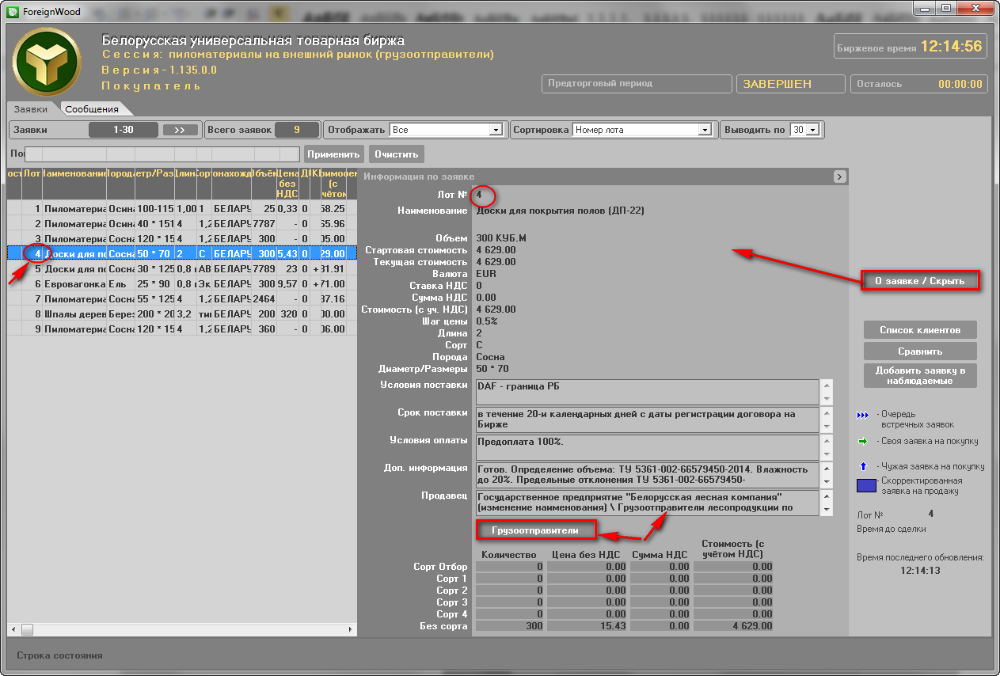 ForeignWood
Белорусская универсальная товарная биржа
Сессия: пиломатериалы на внешний рынок (грузоотправители)
Версия - 1.135.0.0
Покупатель
Биржевое время 12:14:56
Предторговый период
ЗАВЕРШЕН
Осталось 00:00:00
Заявки Сообщения
Заявки 1-30 >> Всего заявок 9 Отображать Все Сортировка Номер лота Выводить по 30
Применить Очистить
Лот
Цена без НДС
1 Пиломатериа Осина 100-115 1,00 1 БЕЛАРУ 25 0,33 0 58.25
2 Пиломатериа Осина 40 * 151 4 1,2 БЕЛАРУ 7787 - 0 65.96
3 Пиломатериа Сосна 120 * 15 4 1,2 БЕЛАРУ 300 - 0 05.00
4 Доски для по Сосна 50 * 70 2 С БЕЛАРУ 300 5,43 0 29.00
5 Доски для по Сосна 30 * 125 0,8 АВ БЕЛАРУ 7789 23 0 + 31.91
6 Евровагонка Ель 25 * 90 0,8 Эк БЕЛАРУ 300 9,57 0 + 71.00
7 Пиломатериа Сосна 55 * 125 4 1,2 БЕЛАРУ 2464 - 0 37.16
8 Шпалы дерев Берез 200 * 20 3,2 ти БЕЛАРУ 200 320 0 00.00
9 Пиломатериа Сосна 120 * 15 4 1,2 БЕЛАРУ 360 - 0 06.00
Информация по заявке >
Лот № 4
Наименование Доски для покрытия полов (ДП-22)
Объем 300 КУБ.М
Стартовая стоимость 4 629.00
Текущая стоимость 4 629.00
Валюта EUR
Ставка НДС 0
Сумма НДС 0.00
Стоимость (с уч. НДС) 4 629.00
Шаг цены 0.5%
Длина 2
Сорт С
Порода Сосна
Диаметр/Размеры 50 * 70
Условия поставки DAF - граница РБ
Срок поставки в течение 20-и календарных дней с даты регистрации договора на
Бирже
Условия оплаты Предоплата 100%.
Доп. информация Готов. Определение объема: ТУ 5361-002-66579450-2014. Влажность
до 20%. Предельные отклонения ТУ 5361-002-66579450-
Продавец Государственное предприятие "Белорусская лесная компания"
(изменение наименования) \ Грузоотправители лесопродукции по
Грузоотправители
Количество Цена без НДС Сумма НДС Стоимость (с учётом НДС)
Сорт Отбор 0 0.00 0.00 0.00
Сорт 1 0 0.00 0.00 0.00
Сорт 2 0 0.00 0.00 0.00
Сорт 3 0 0.00 0.00 0.00
Сорт 4 0 0.00 0.00 0.00
Без сорта 300 15.43 0.00 4 629.00
О заявке / Скрыть
Список клиентов
Сравнить
Добавить заявку в
наблюдаемые
- Очередь
встречных заявок
- Своя заявка на покупку
- Чужая заявка на покупку
- Скорректированная
заявка на продажу
Лот № 4
Время до сделки
Время последнего обновления:
12:14:13
Строка состояния